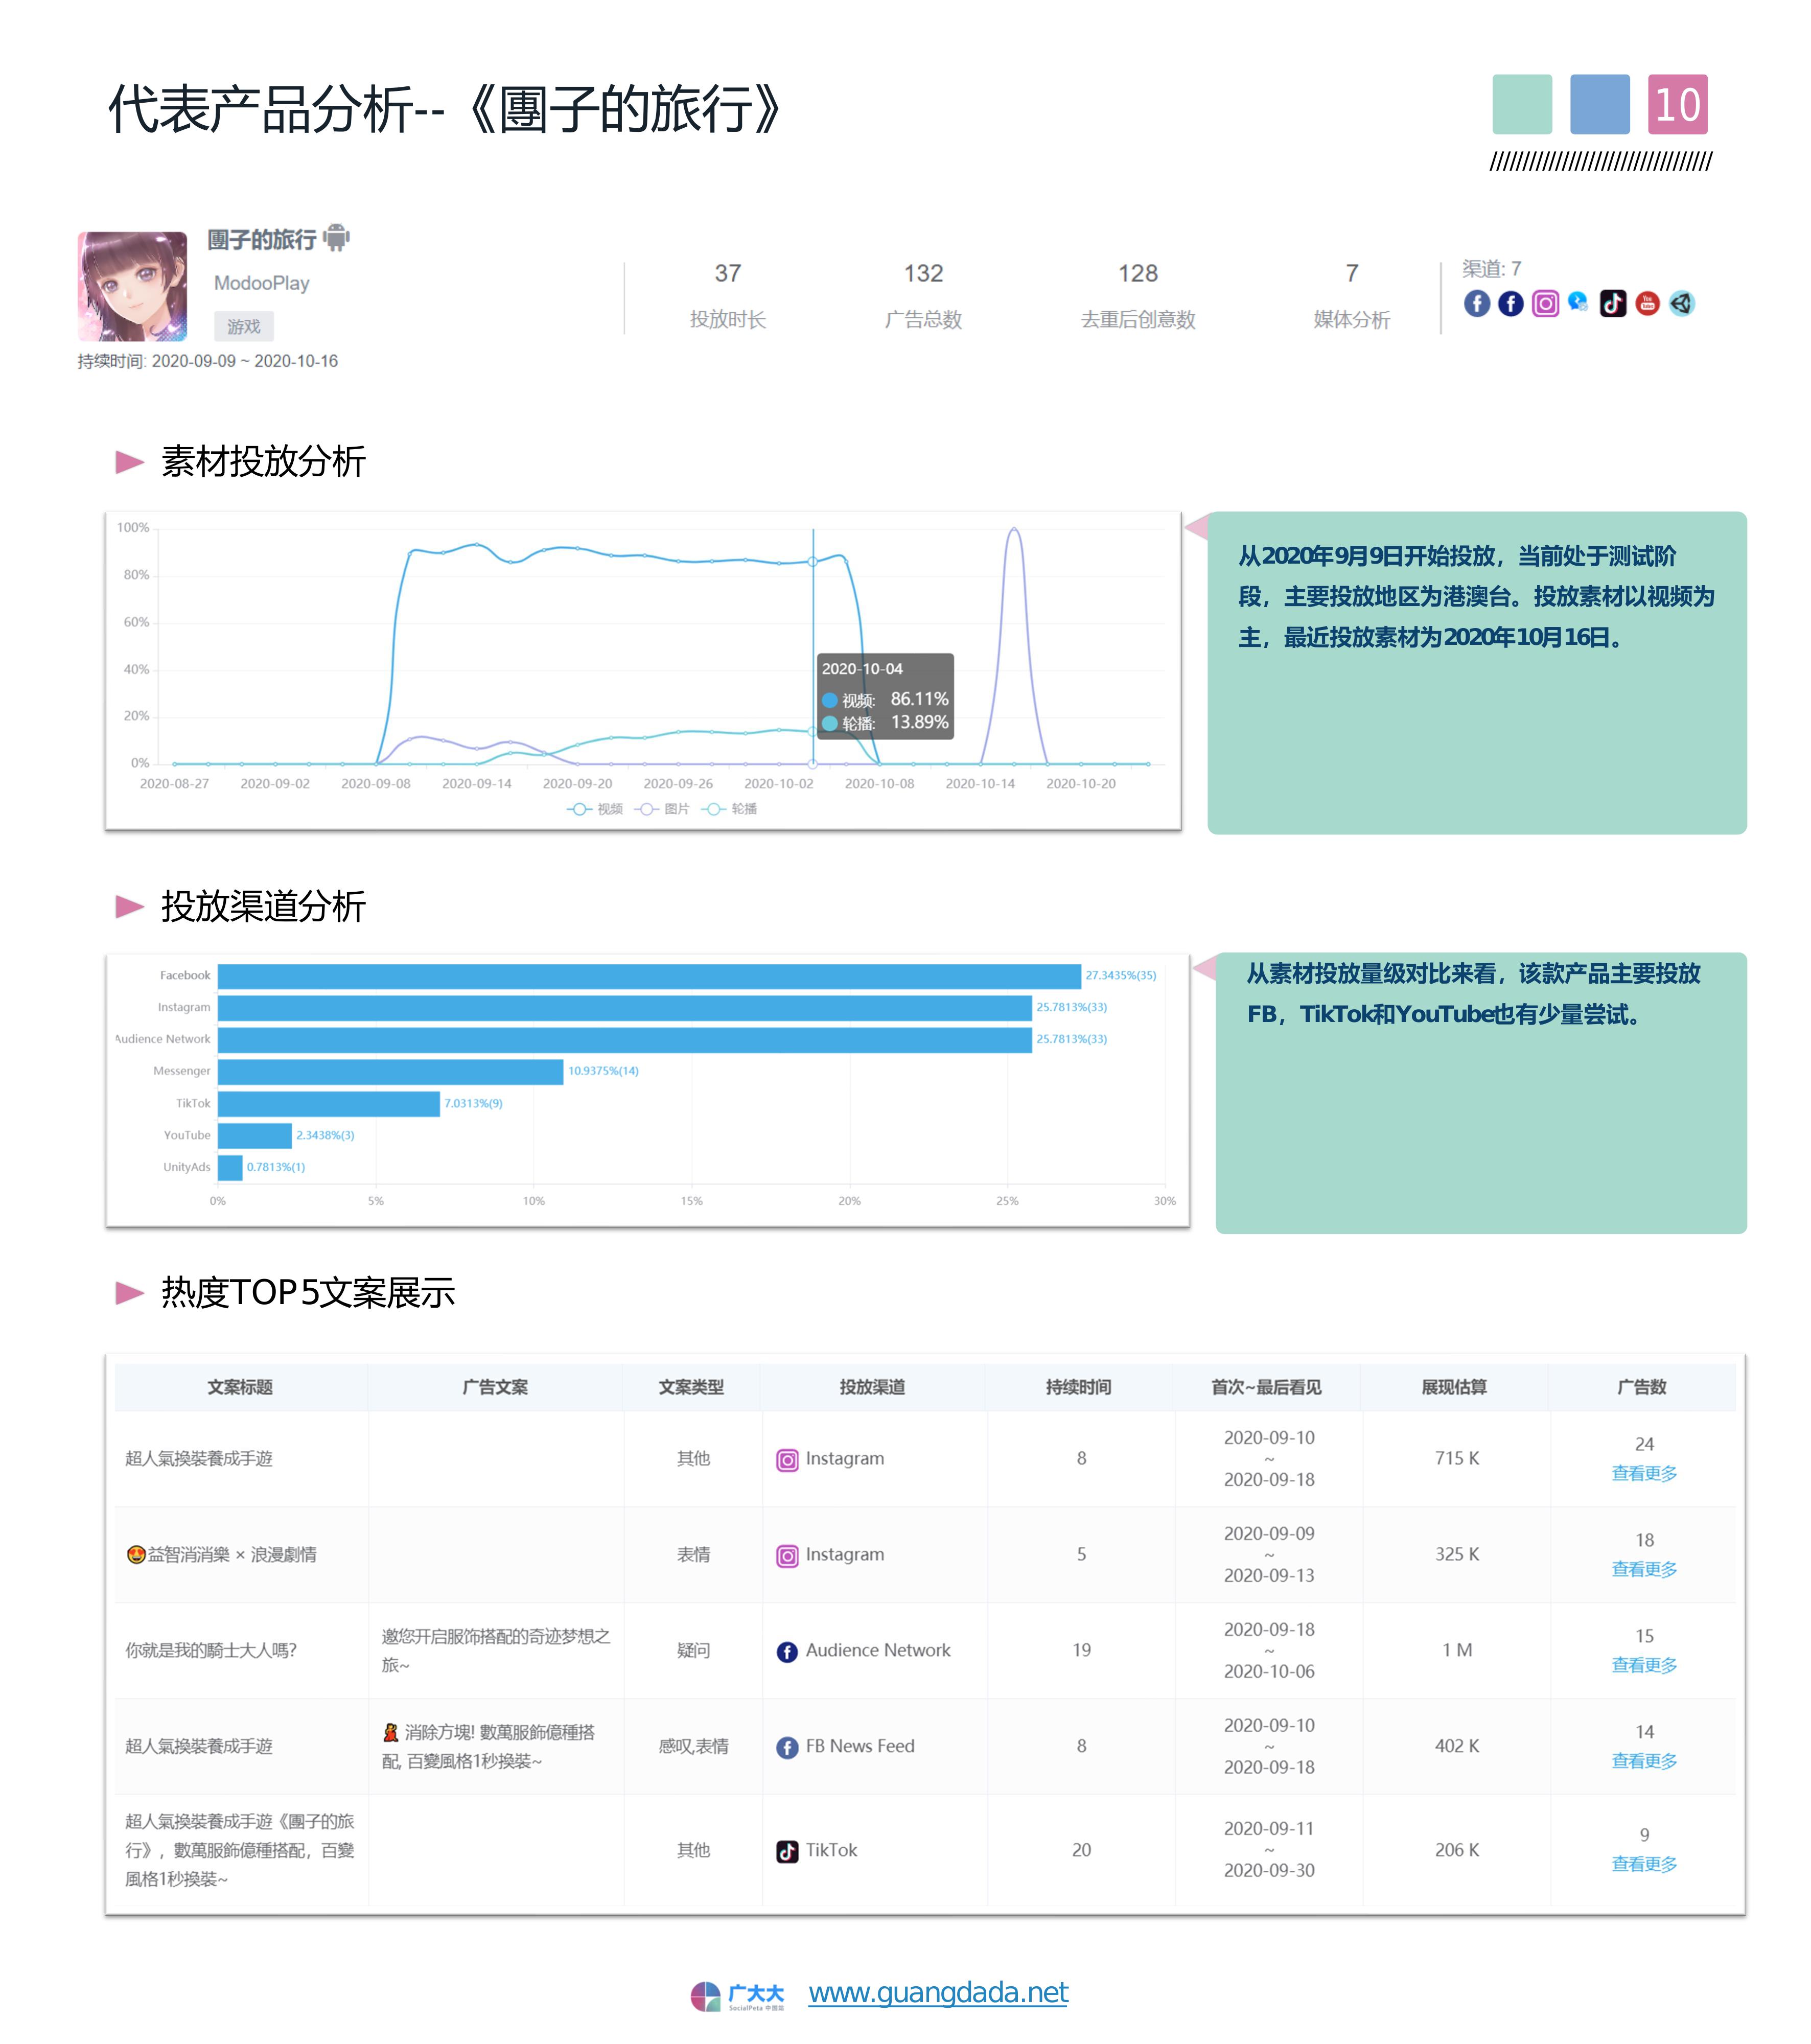 代表产品分析--《團子的旅行》
10
團子的旅行
ModooPlay
游戏
持续时间: 2020-09-09 ~ 2020-10-16
37
投放时长
132
广告总数
128
去重后创意数
7
媒体分析
渠道: 7
素材投放分析
100%
80%
60%
40%
20%
0%
2020-08-27
2020-09-02
2020-09-08
2020-09-14
2020-09-20
2020-09-26
2020-10-02
2020-10-08
2020-10-14
2020-10-20
2020-10-04
视频: 86.11%
轮播: 13.89%
视频 图片 轮播
从2020年9月9日开始投放，当前处于测试阶
段，主要投放地区为港澳台。投放素材以视频为
主，最近投放素材为2020年10月16日。
投放渠道分析
Facebook 27.3435%(35)
Instagram 25.7813%(33)
Audience Network 25.7813%(33)
Messenger 10.9375%(14)
TikTok 7.0313%(9)
YouTube 2.3438%(3)
UnityAds 0.7813%(1)
0% 5% 10% 15% 20% 25% 30%
从素材投放量级对比来看，该款产品主要投放
FB，TikTok和YouTube也有少量尝试。
热度TOP5文案展示
文案标题 广告文案 文案类型 投放渠道 持续时间 首次~最后看见 展现估算 广告数
超人氣換裝養成手遊
其他
Instagram
8
2020-09-10
~
2020-09-18
715 K
24
查看更多
😍益智消消樂 × 浪漫劇情
表情
Instagram
5
2020-09-09
~
2020-09-13
325 K
18
查看更多
你就是我的騎士大人嗎?
邀您开启服饰搭配的奇迹梦想之
旅~
疑问
Audience Network
19
2020-09-18
~
2020-10-06
1 M
15
查看更多
超人氣換裝養成手遊
💃 消除方塊! 數萬服飾億種搭
配, 百變風格1秒換裝~
感叹,表情
FB News Feed
8
2020-09-10
~
2020-09-18
402 K
14
查看更多
超人氣換裝養成手遊《團子的旅
行》，數萬服飾億種搭配，百變
風格1秒換裝~
其他
TikTok
20
2020-09-11
~
2020-09-30
206 K
9
查看更多
广大大
SocialPeta 中国站
www.guangdada.net